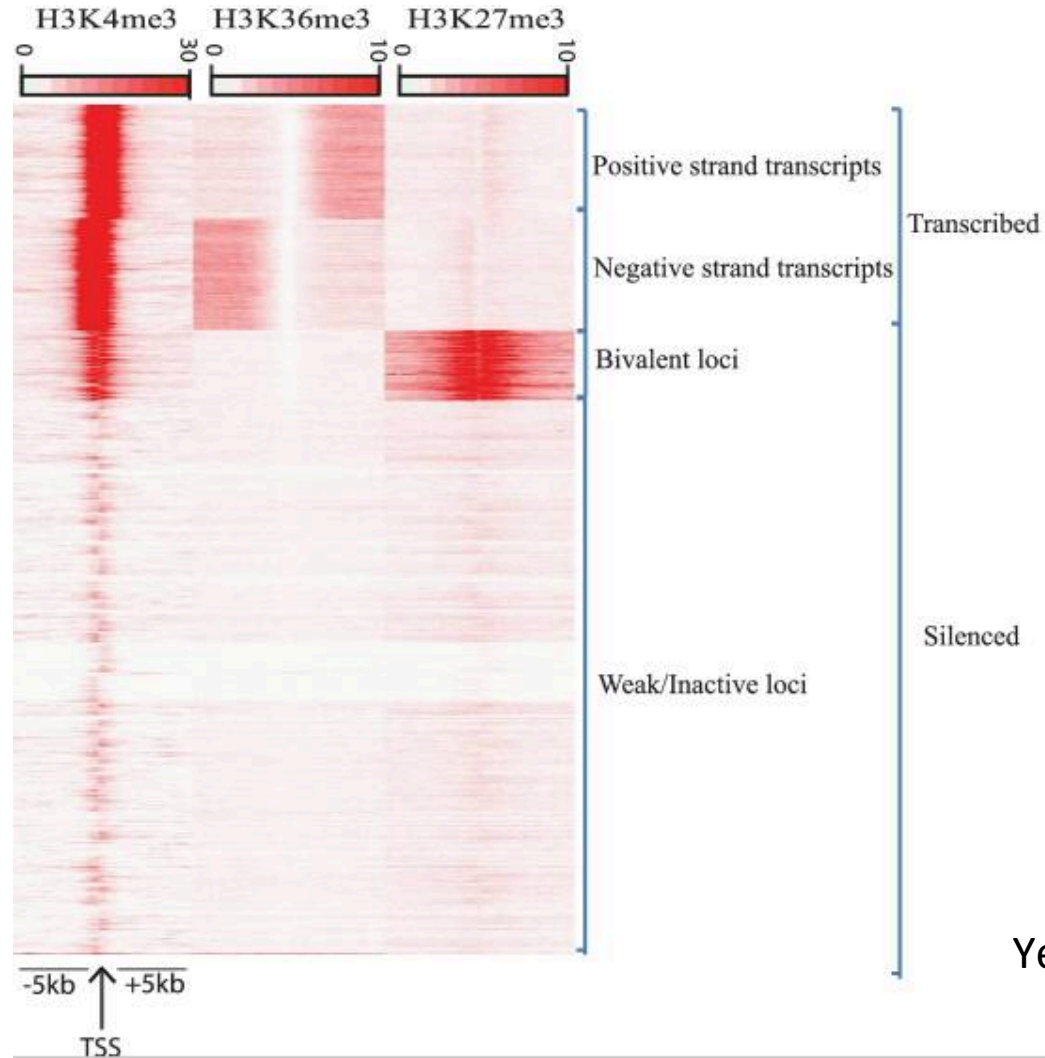 H3K4me3 H3K36me3 H3K27me3
0 30 0 10 0 10
Positive strand transcripts
Transcribed
Negative strand transcripts
Bivalent loci
Silenced
Weak/Inactive loci
Ye
-5kb +5kb
TSS